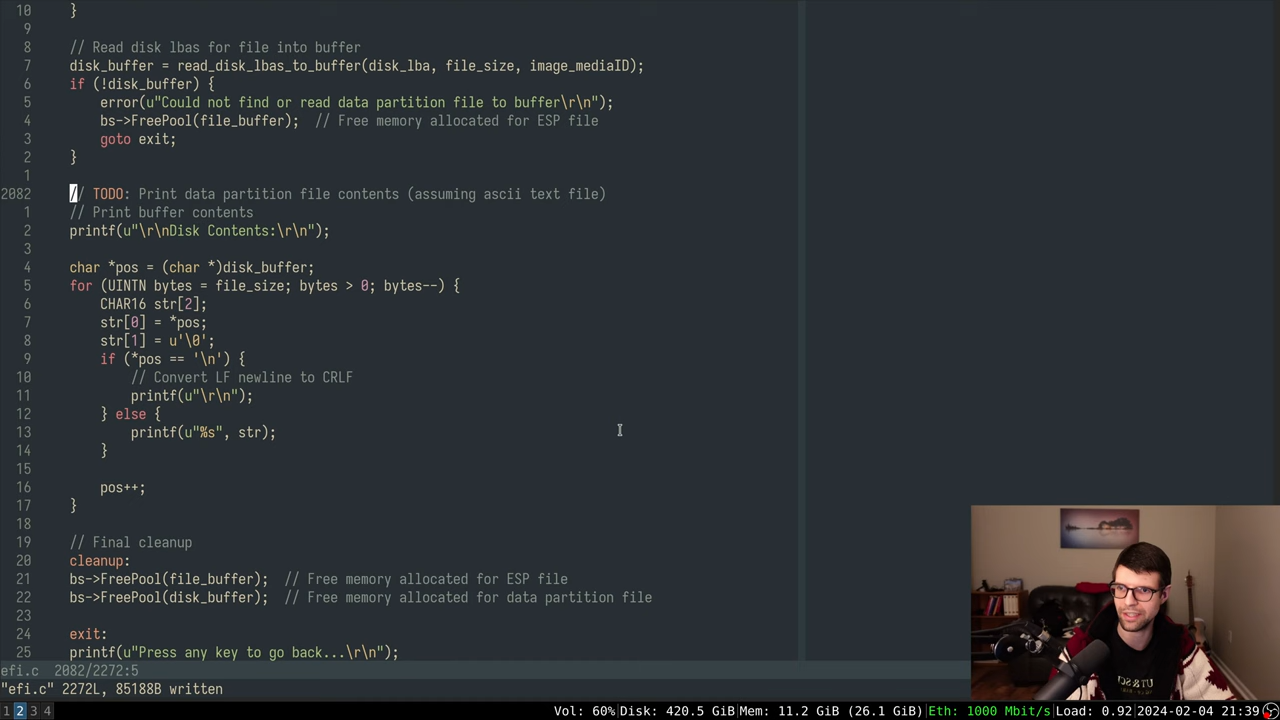 10 }
9
8 // Read disk lbas for file into buffer
7 disk_buffer = read_disk_lbas_to_buffer(disk_lba, file_size, image_mediaID);
6 if (!disk_buffer) {
5 error(u"Could not find or read data partition file to buffer\r\n");
4 bs->FreePool(file_buffer);  // Free memory allocated for ESP file
3 goto exit;
2 }
1
2082 // TODO: Print data partition file contents (assuming ascii text file)
1 // Print buffer contents
2 printf(u"\r\nDisk Contents:\r\n");
3
4 char *pos = (char *)disk_buffer;
5 for (UINTN bytes = file_size; bytes > 0; bytes--) {
6 CHAR16 str[2];
7 str[0] = *pos;
8 str[1] = u'\0';
9 if (*pos == '\n') {
10 // Convert LF newline to CRLF
11 printf(u"\r\n");
12 } else {
13 printf(u"%s", str);
14 }
15
16 pos++;
17 }
18
19 // Final cleanup
20 cleanup:
21 bs->FreePool(file_buffer);  // Free memory allocated for ESP file
22 bs->FreePool(disk_buffer);  // Free memory allocated for data partition file
23
24 exit:
25 printf(u"Press any key to go back...\r\n");
efi.c 2082/2272:5
"efi.c" 2272L, 85188B written
1 2 3 4 Vol: 60%|Disk: 420.5 GiB|Mem: 11.2 GiB (26.1 GiB)|Eth: 1000 Mbit/s|Load: 0.92|2024-02-04 21:39